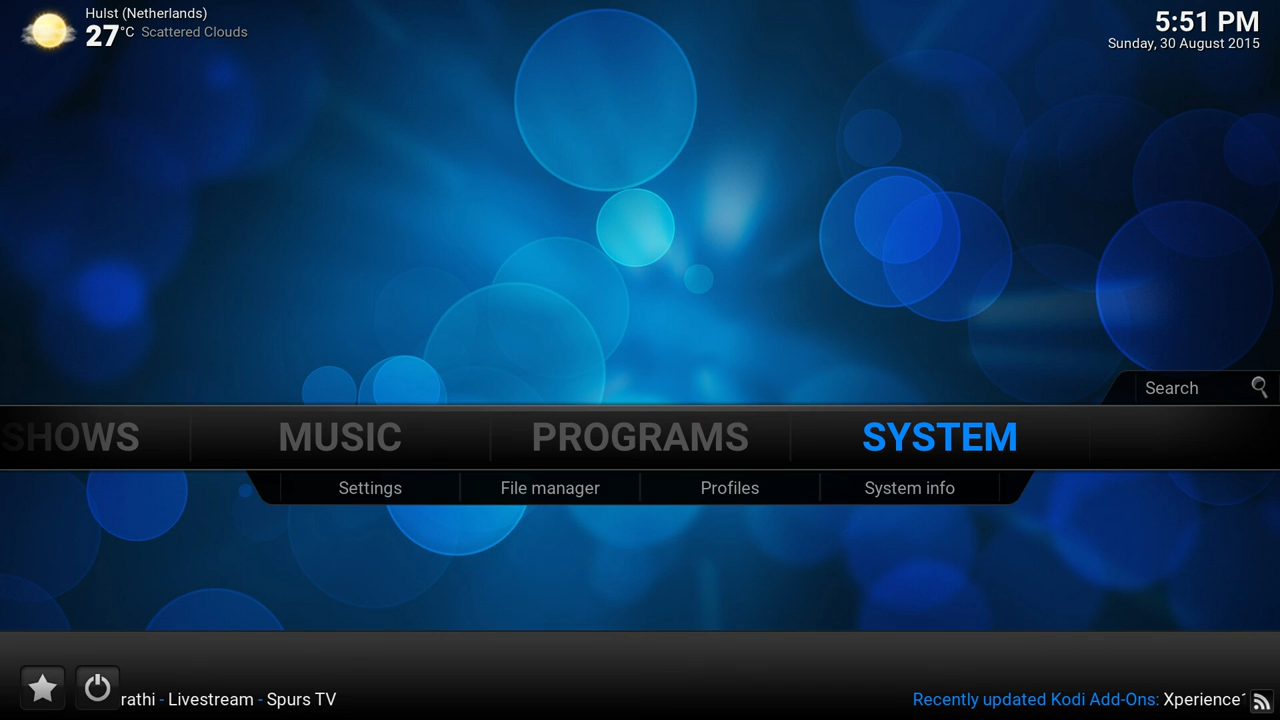 Hulst (Netherlands)
27°C Scattered Clouds
5:51 PM
Sunday, 30 August 2015
Search
SHOWS MUSIC PROGRAMS SYSTEM
Settings File manager Profiles System info
rathi - Livestream - Spurs TV
Recently updated Kodi Add-Ons: Xperience